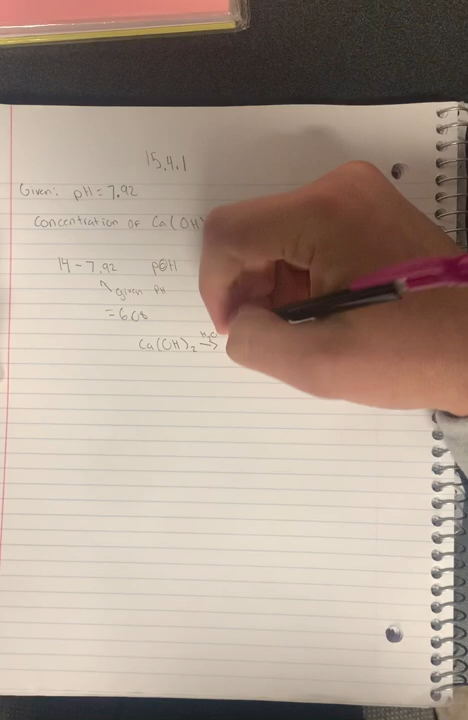 15.4.1
Given: pH = 7.92
Concentration of Ca(OH)
14 - 7.92 pOH
given pH
= 6.08
Ca(OH)₂ H₂O →